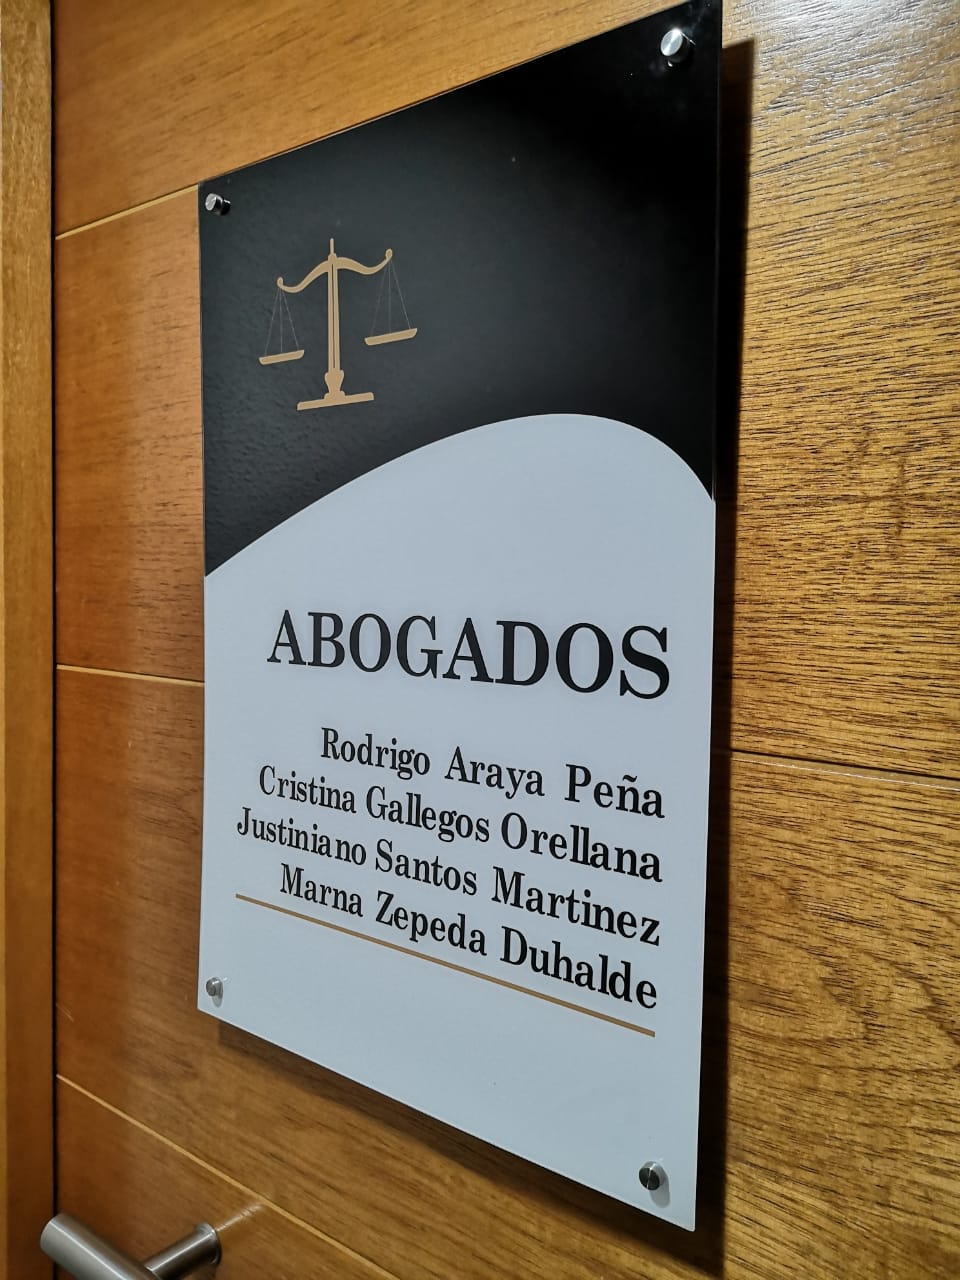 ABOGADOS
Rodrigo Araya Peña
Cristina Gallegos Orellana
Justiniano Santos Martinez
Marna Zepeda Duhalde